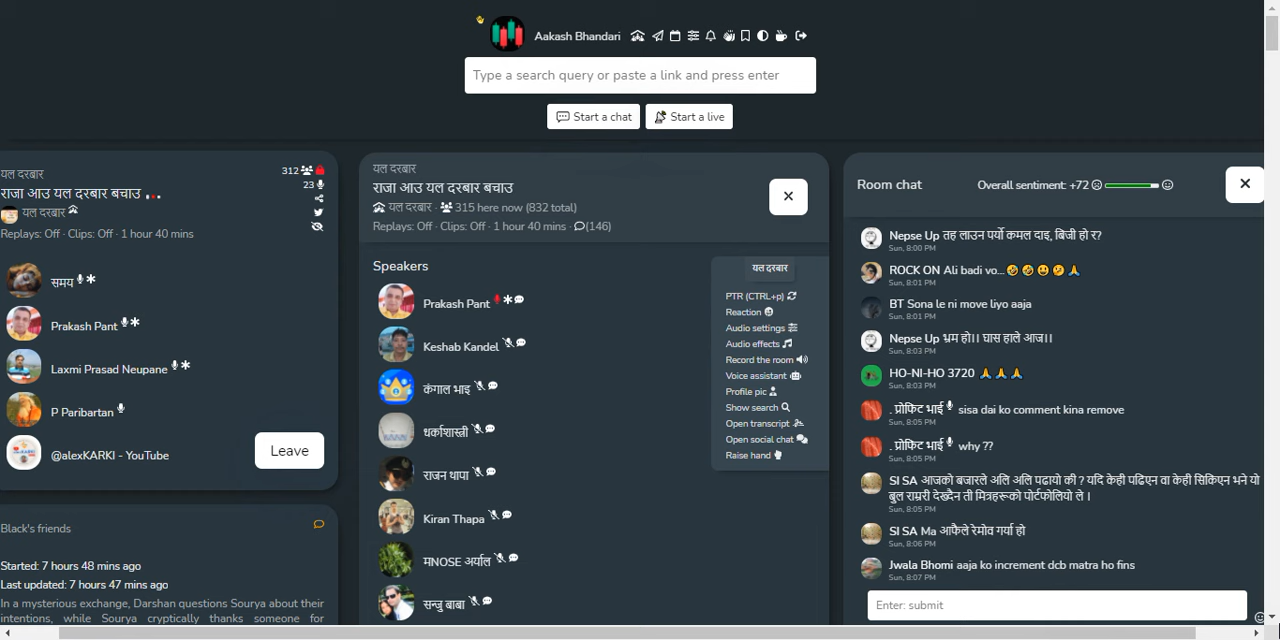 Aakash Bhandari
Type a search query or paste a link and press enter
Start a chat
Start a live
यल दरबार
राजा आउ यल दरबार बचाउ ...
यल दरबार
Replays: Off · Clips: Off · 1 hour 40 mins
312
23
समय
Prakash Pant
Laxmi Prasad Neupane
P Paribartan
@alexKARKI - YouTube
Leave
Black's friends
Started: 7 hours 48 mins ago
Last updated: 7 hours 47 mins ago
In a mysterious exchange, Darshan questions Sourya about their
intentions, while Sourya cryptically thanks someone for
यल दरबार
राजा आउ यल दरबार बचाउ
यल दरबार · 315 here now (832 total)
Replays: Off · Clips: Off · 1 hour 40 mins · (146)
Speakers
Prakash Pant
Keshab Kandel
कंगाल भाइ
धर्काशास्त्री
राजन थापा
Kiran Thapa
मNOSE अर्याल
सन्जु बाबा
यल दरबार
PTR (CTRL+p)
Reaction
Audio settings
Audio effects
Record the room
Voice assistant
Profile pic
Show search
Open transcript
Open social chat
Raise hand
Room chat
Overall sentiment: +72
Nepse Up तह लाउन पर्यो कमल दाइ, बिजी हो र?
Sun, 8:00 PM
ROCK ON Ali badi vo... 🤣 🤣 😃 🤔 🙏
Sun, 8:01 PM
BT Sona le ni move liyo aaja
Sun, 8:01 PM
Nepse Up भ्रम हो।। घास हाले आज।।
Sun, 8:03 PM
HO-NI-HO 3720 🙏 🙏 🙏
Sun, 8:03 PM
. प्रोफिट भाई sisa dai ko comment kina remove
Sun, 8:05 PM
. प्रोफिट भाई why ??
Sun, 8:05 PM
SI SA आजको बजारले अलि अलि पढायो की ? यदि केही पढिएन वा केही सिकिएन भने यो
बुल राम्ररी देख्दैन ती मित्रहरूको पोर्टफोलियो ले ।
Sun, 8:05 PM
SI SA Ma आफैले रेमोव गर्या हो
Sun, 8:06 PM
Jwala Bhomi aaja ko increment dcb matra ho fins
Sun, 8:07 PM
Enter: submit